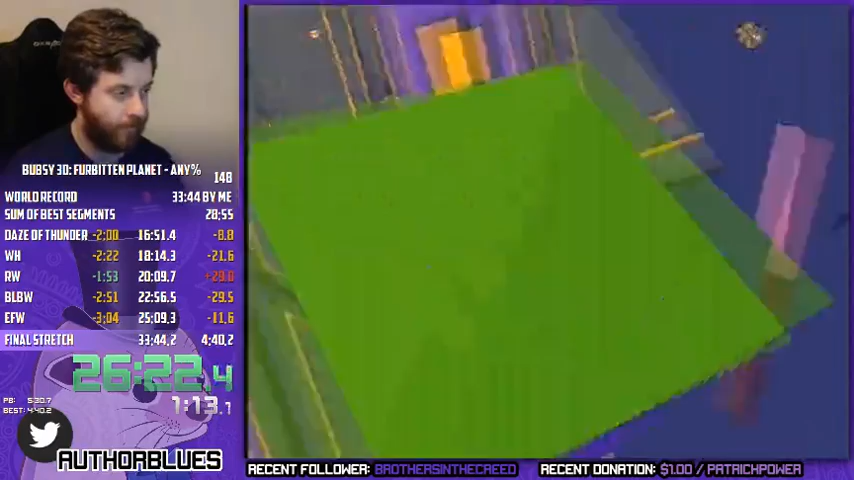 BUBSY 3D: FURBITTEN PLANET - ANY%
148
WORLD RECORD 33:44 BY ME
SUM OF BEST SEGMENTS 28:55
DAZE OF THUNDER -2:00 16:51.4 -8.8
WH -2:22 18:14.3 -21.6
RW -1:53 20:09.7 +29.0
BLBW -2:51 22:56.5 -29.5
EFW -3:04 25:09.3 -11.6
FINAL STRETCH 33:44.2 4:40.2
26:22.4
PB: 5:30.7
BEST: 4:40.2
1:13.1
AUTHORBLUES
RECENT FOLLOWER: BROTHERSINTHECREED RECENT DONATION: $1.00 / PATRICHPOWER